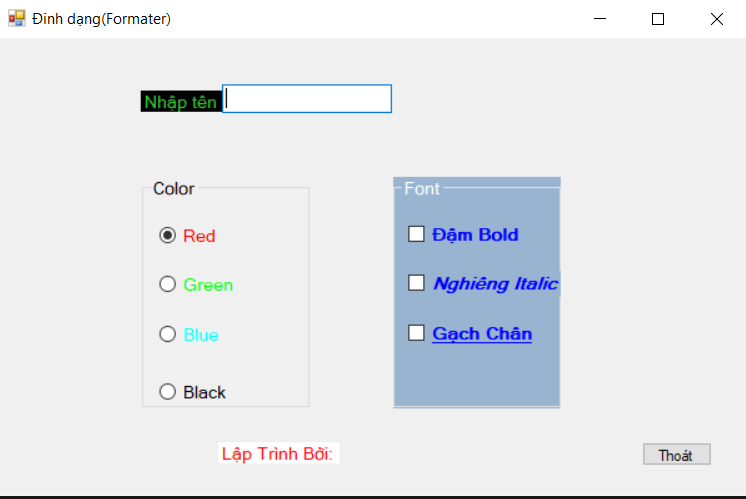 Đinh dạng(Formater)
Nhập tên
Color
Red
Green
Blue
Black
Font
Đậm Bold
Nghiêng Italic
Gạch Chân
Lập Trình Bởi:
Thoát